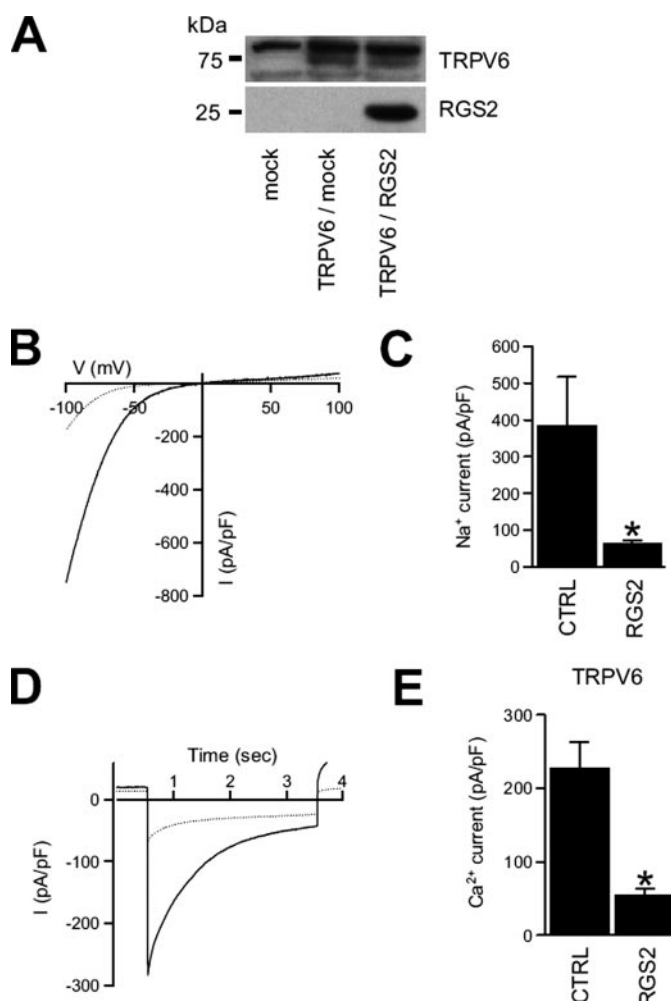 A
kDa
75
TRPV6
25
RGS2
mock
TRPV6 / mock
TRPV6 / RGS2
B
V (mV)
-100
-50
50
100
-200
-400
-600
-800
I (pA/pF)
C
600
500
400
300
200
100
0
Na⁺ current (pA/pF)
*
CTRL
RGS2
D
Time (sec)
1
2
3
4
0
-100
-200
-300
I (pA/pF)
E
TRPV6
300
200
100
0
Ca²⁺ current (pA/pF)
*
CTRL
RGS2